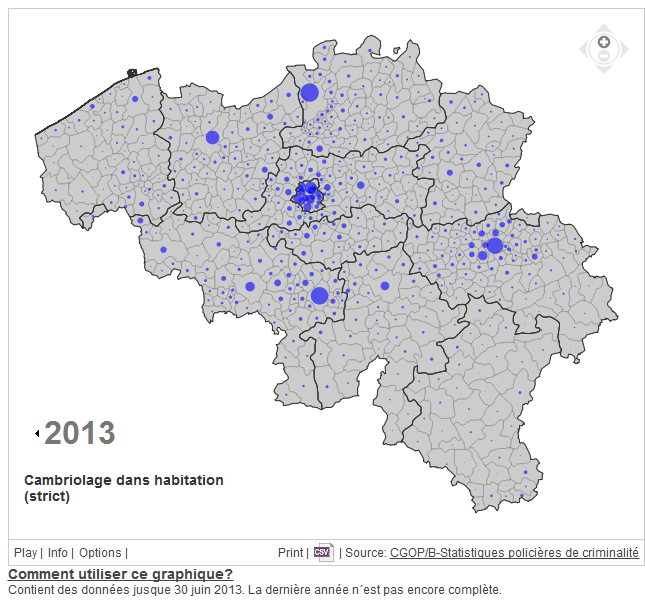 2013
Cambriolage dans habitation
(strict)
Play | Info | Options |
Print | CSV | Source: CGOP/B-Statistiques policières de criminalité
Comment utiliser ce graphique?
Contient des données jusque 30 juin 2013. La dernière année n´est pas encore complète.